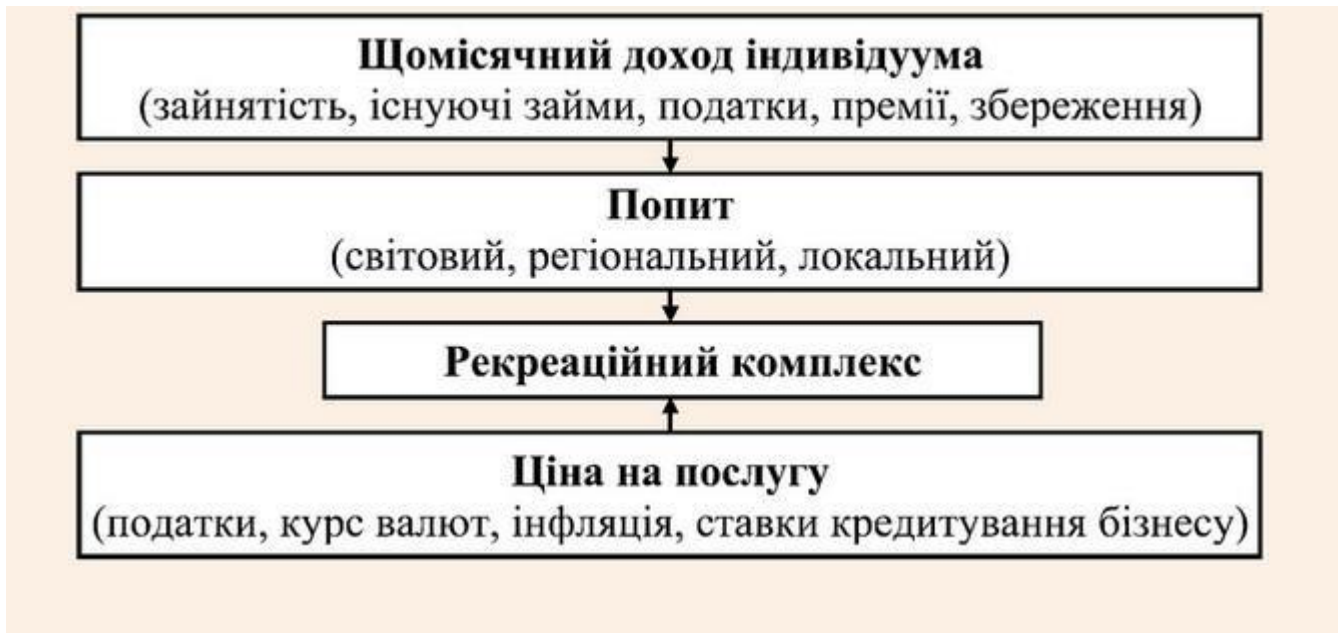 Щомісячний доход індивідуума
(зайнятість, існуючі займи, податки, премії, збереження)
Попит
(світовий, регіональний, локальний)
Рекреаційний комплекс
Ціна на послугу
(податки, курс валют, інфляція, ставки кредитування бізнесу)